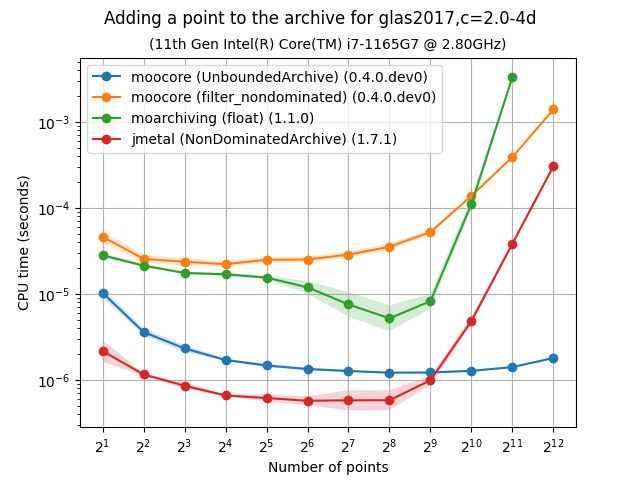 Adding a point to the archive for glas2017,c=2.0-4d
(11th Gen Intel(R) Core(TM) i7-1165G7 @ 2.80GHz)
moocore (UnboundedArchive) (0.4.0.dev0)
moocore (filter_nondominated) (0.4.0.dev0)
moarchiving (float) (1.1.0)
jmetal (NonDominatedArchive) (1.7.1)
CPU time (seconds)
10⁻³
10⁻⁴
10⁻⁵
10⁻⁶
2¹ 2² 2³ 2⁴ 2⁵ 2⁶ 2⁷ 2⁸ 2⁹ 2¹⁰ 2¹¹ 2¹²
Number of points